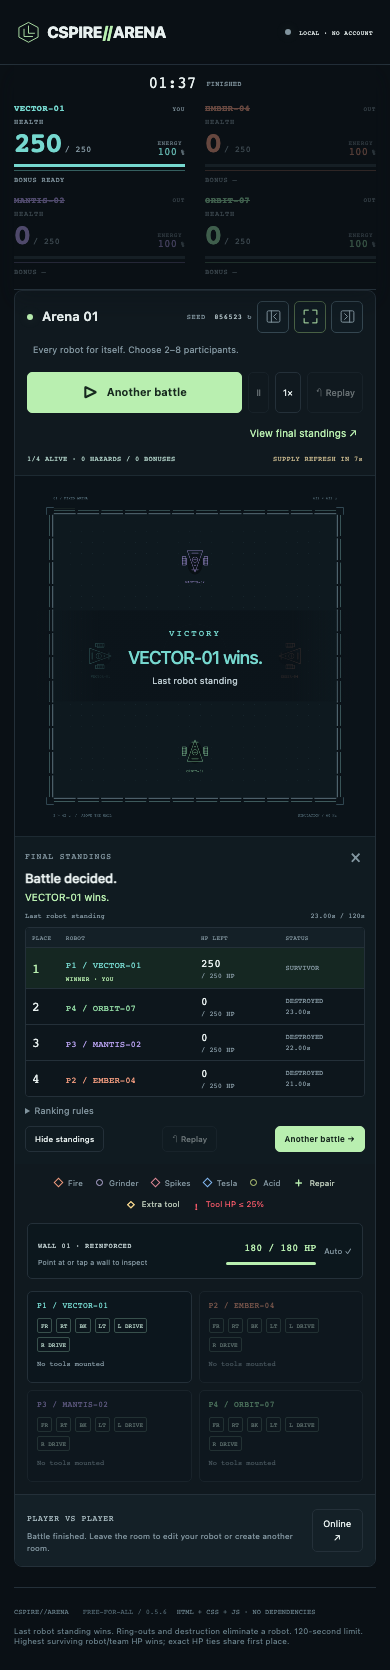 CSPIRE//ARENA
LOCAL · NO ACCOUNT
01:37 FINISHED
VECTOR-01 YOU
HEALTH
250 / 250
ENERGY
100 %
BONUS READY
EMBER-04 OUT
HEALTH
0 / 250
ENERGY
100 %
BONUS —
MANTIS-02 OUT
HEALTH
0 / 250
ENERGY
100 %
BONUS —
ORBIT-07 OUT
HEALTH
0 / 250
ENERGY
100 %
BONUS —
Arena 01
SEED 856523 ↻
Every robot for itself. Choose 2–8 participants.
Another battle
1×
Replay
View final standings ↗
1/4 ALIVE · 0 HAZARDS / 0 BONUSES
SUPPLY REFRESH IN 7s
VICTORY
VECTOR-01 wins.
Last robot standing
FINAL STANDINGS
Battle decided.
VECTOR-01 wins.
Last robot standing 23.00s / 120s
PLACE ROBOT HP LEFT STATUS
1 P1 / VECTOR-01 250 SURVIVOR
WINNER · YOU / 250 HP
2 P4 / ORBIT-07 0 DESTROYED
/ 250 HP 23.00s
3 P3 / MANTIS-02 0 DESTROYED
/ 250 HP 22.00s
4 P2 / EMBER-04 0 DESTROYED
/ 250 HP 21.00s
Ranking rules
Hide standings
Replay
Another battle →
Fire Grinder Spikes Tesla Acid Repair
Extra tool Tool HP ≤ 25%
WALL 01 · REINFORCED
Point at or tap a wall to inspect
180 / 180 HP
Auto ✓
P1 / VECTOR-01
FR RT BK LT L DRIVE
R DRIVE
No tools mounted
P2 / EMBER-04
FR RT BK LT L DRIVE
R DRIVE
No tools mounted
P3 / MANTIS-02
FR RT BK LT L DRIVE
R DRIVE
No tools mounted
P4 / ORBIT-07
FR RT BK LT L DRIVE
R DRIVE
No tools mounted
PLAYER VS PLAYER
Battle finished. Leave the room to edit your robot or create another
room.
Online
↗
CSPIRE//ARENA FREE-FOR-ALL / 0.5.6 HTML + CSS + JS · NO DEPENDENCIES
Last robot standing wins. Ring-outs and destruction eliminate a robot. 120-second limit.
Highest surviving robot/team HP wins; exact HP ties share first place.